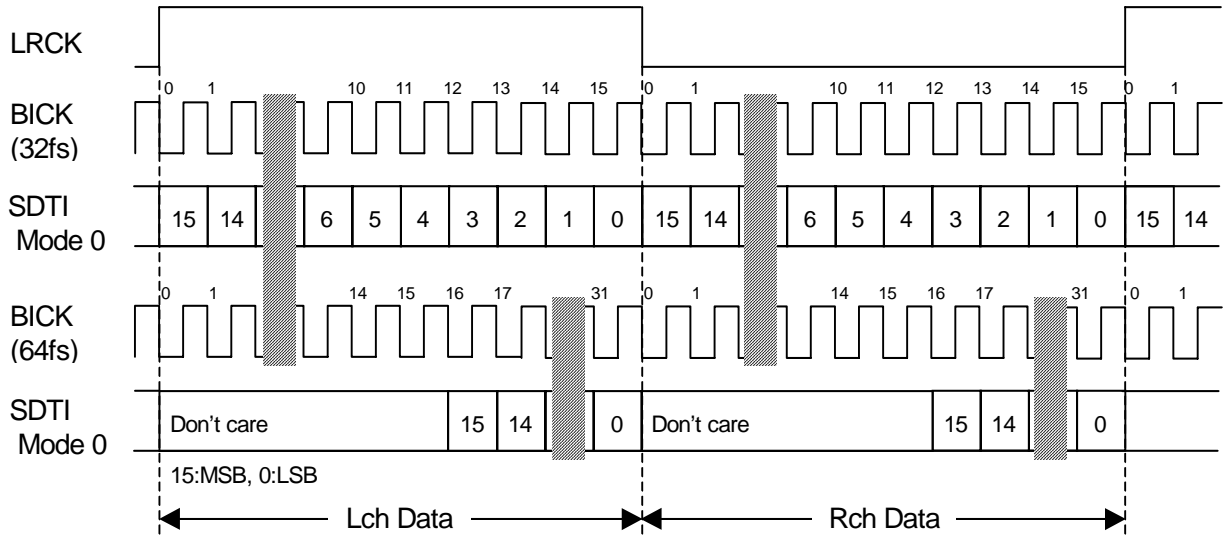 LRCK
0 1 10 11 12 13 14 15 0 1 10 11 12 13 14 15 0 1
BICK
(32fs)
SDTI
Mode 0
15 14 6 5 4 3 2 1 0 15 14 6 5 4 3 2 1 0 15 14
0 1 14 15 16 17 31 0 1 14 15 16 17 31 0 1
BICK
(64fs)
SDTI
Mode 0
Don't care 15 14 0 Don't care 15 14 0
15:MSB, 0:LSB
Lch Data Rch Data